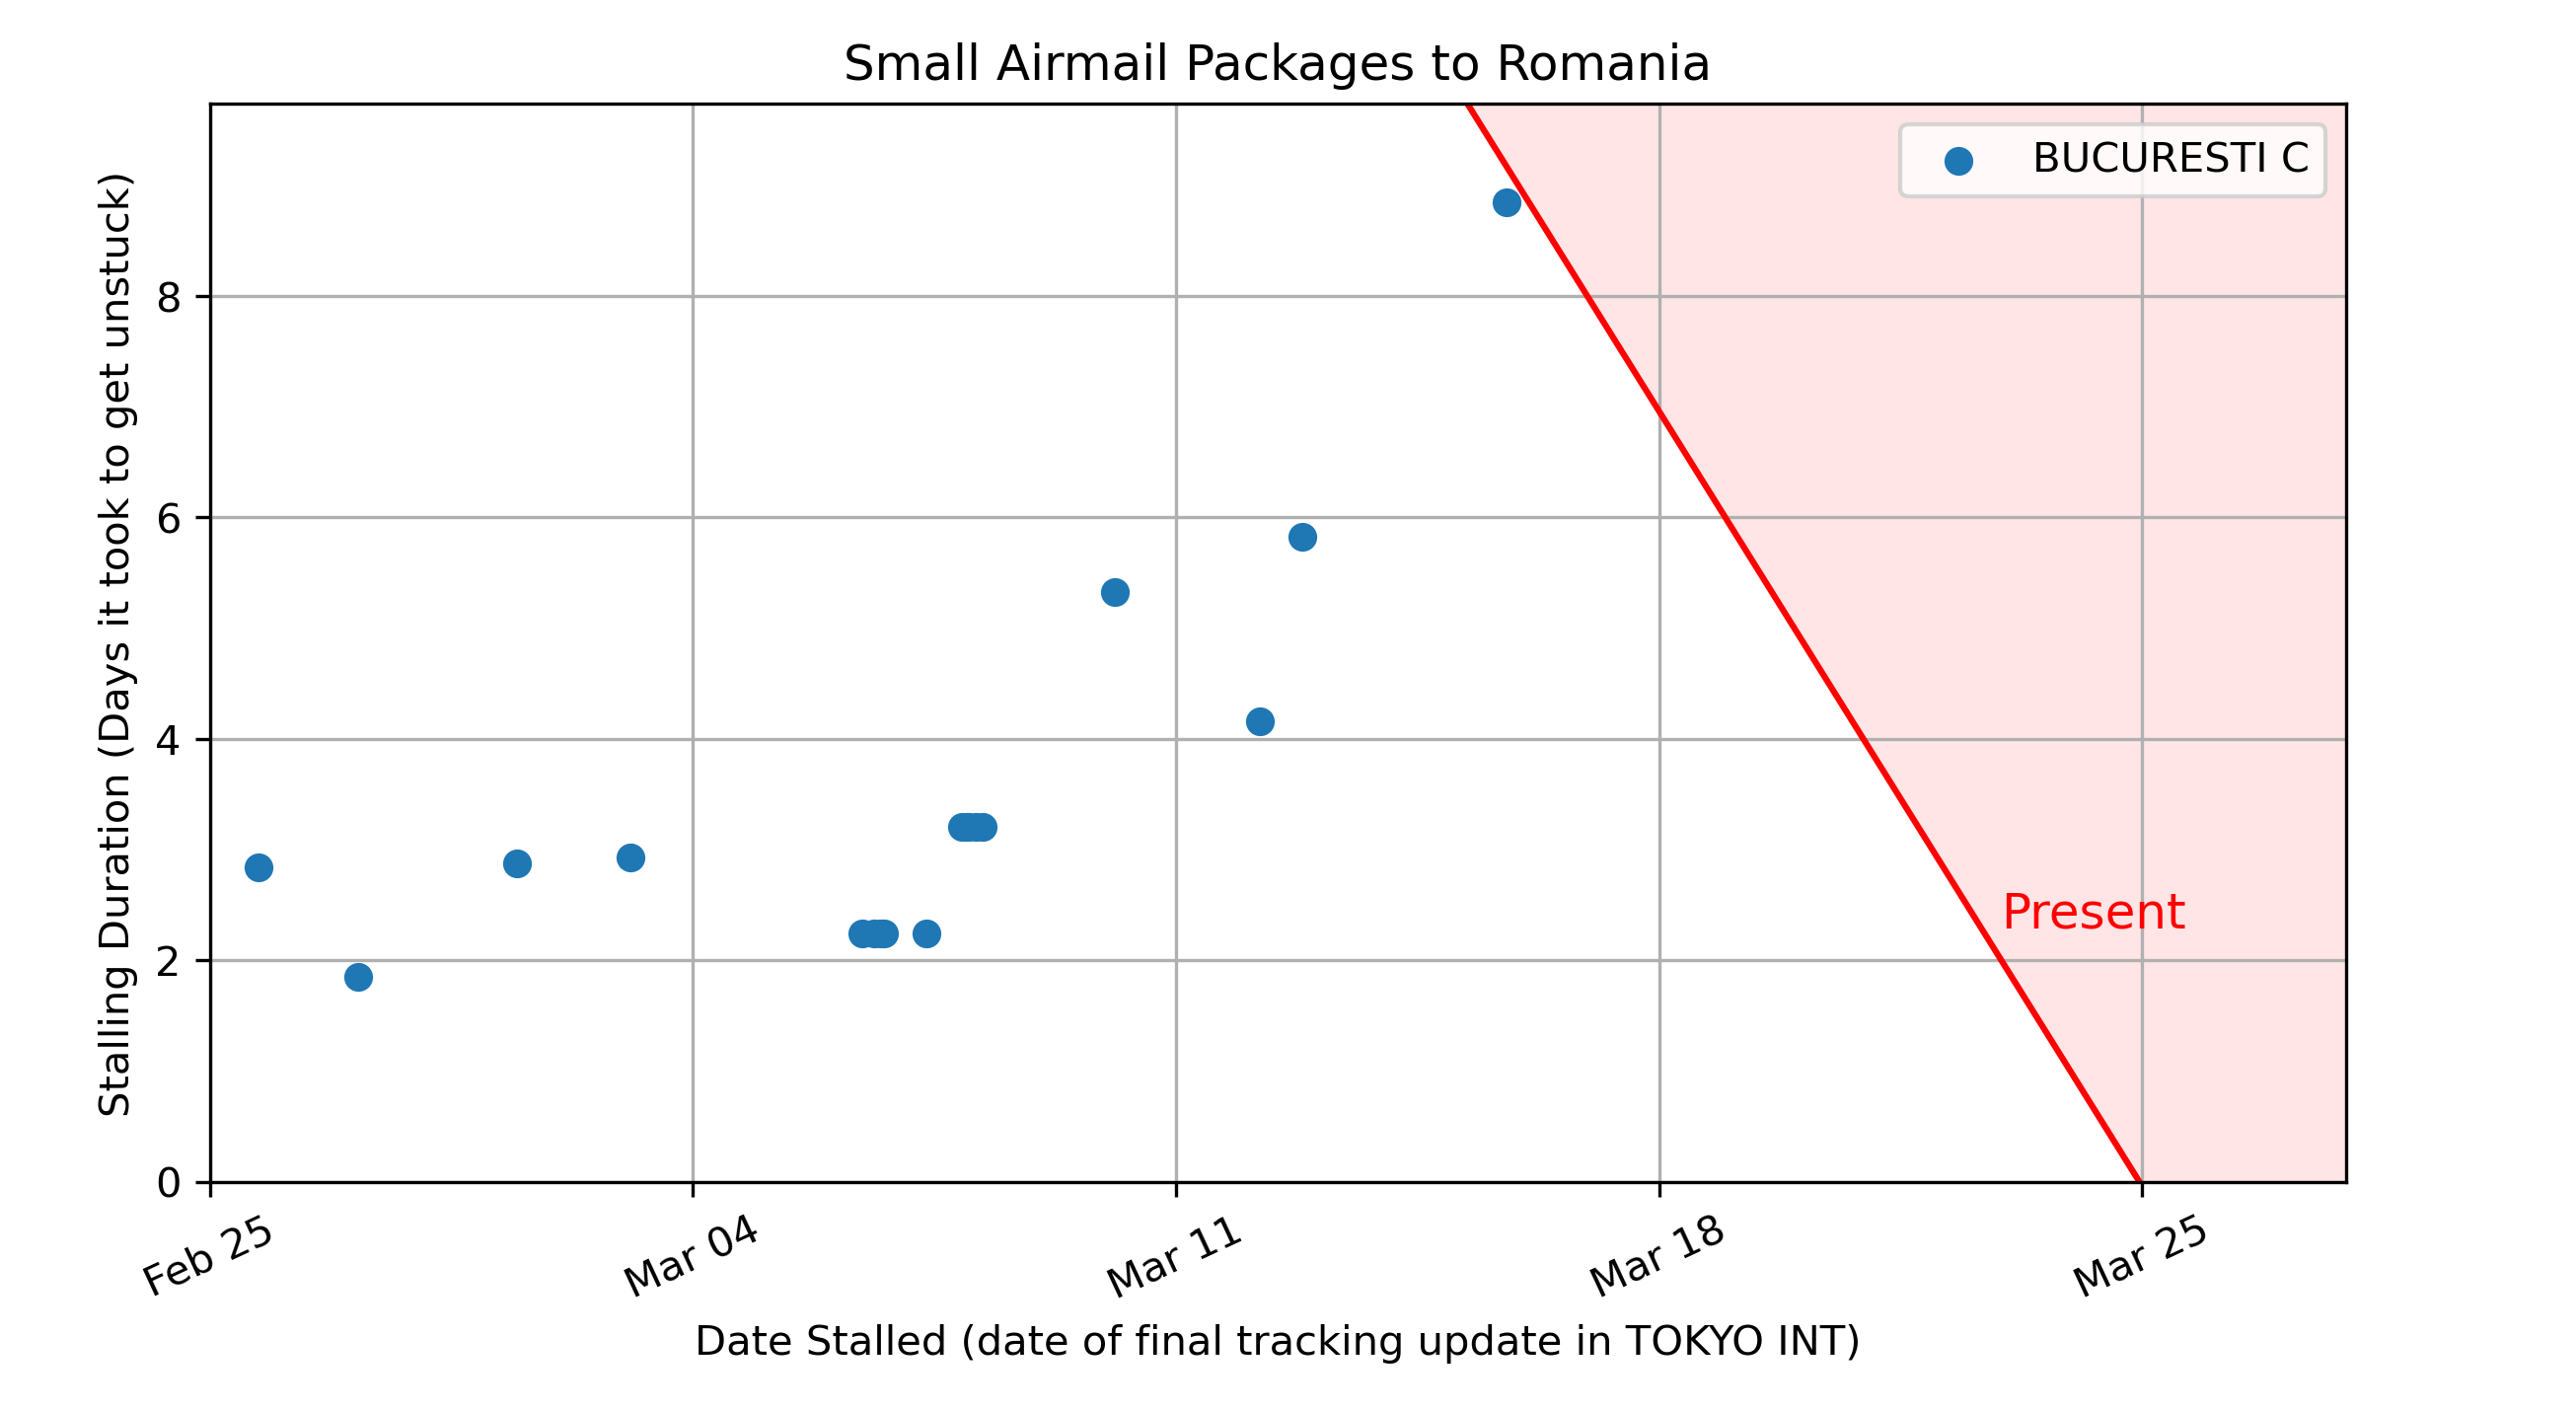 Small Airmail Packages to Romania
BUCURESTI C
Stalling Duration (Days it took to get unstuck)
8
6
4
2
0
Present
Feb 25
Mar 04
Mar 11
Mar 18
Mar 25
Date Stalled (date of final tracking update in TOKYO INT)